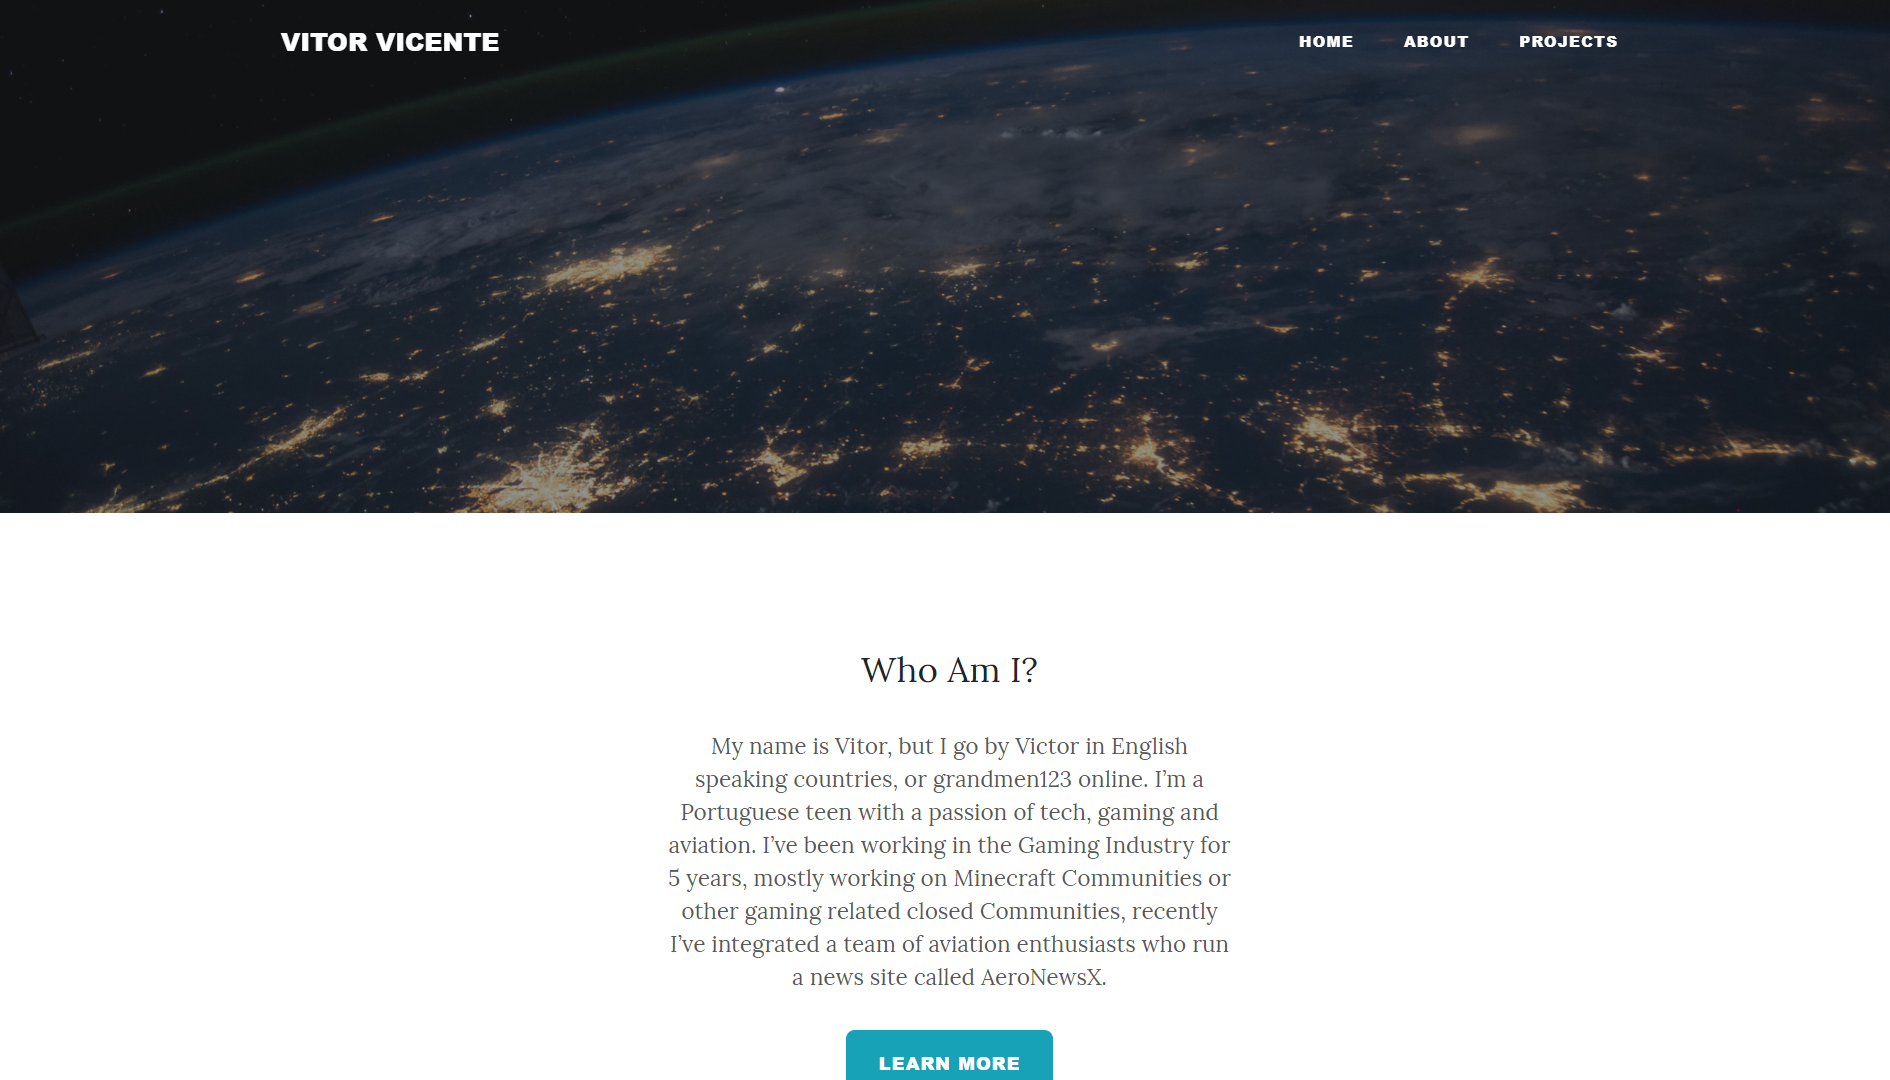 VITOR VICENTE
HOME
ABOUT
PROJECTS
Who Am I?
My name is Vitor, but I go by Victor in English
speaking countries, or grandmen123 online. I’m a
Portuguese teen with a passion of tech, gaming and
aviation. I’ve been working in the Gaming Industry for
5 years, mostly working on Minecraft Communities or
other gaming related closed Communities, recently
I’ve integrated a team of aviation enthusiasts who run
a news site called AeroNewsX.
LEARN MORE